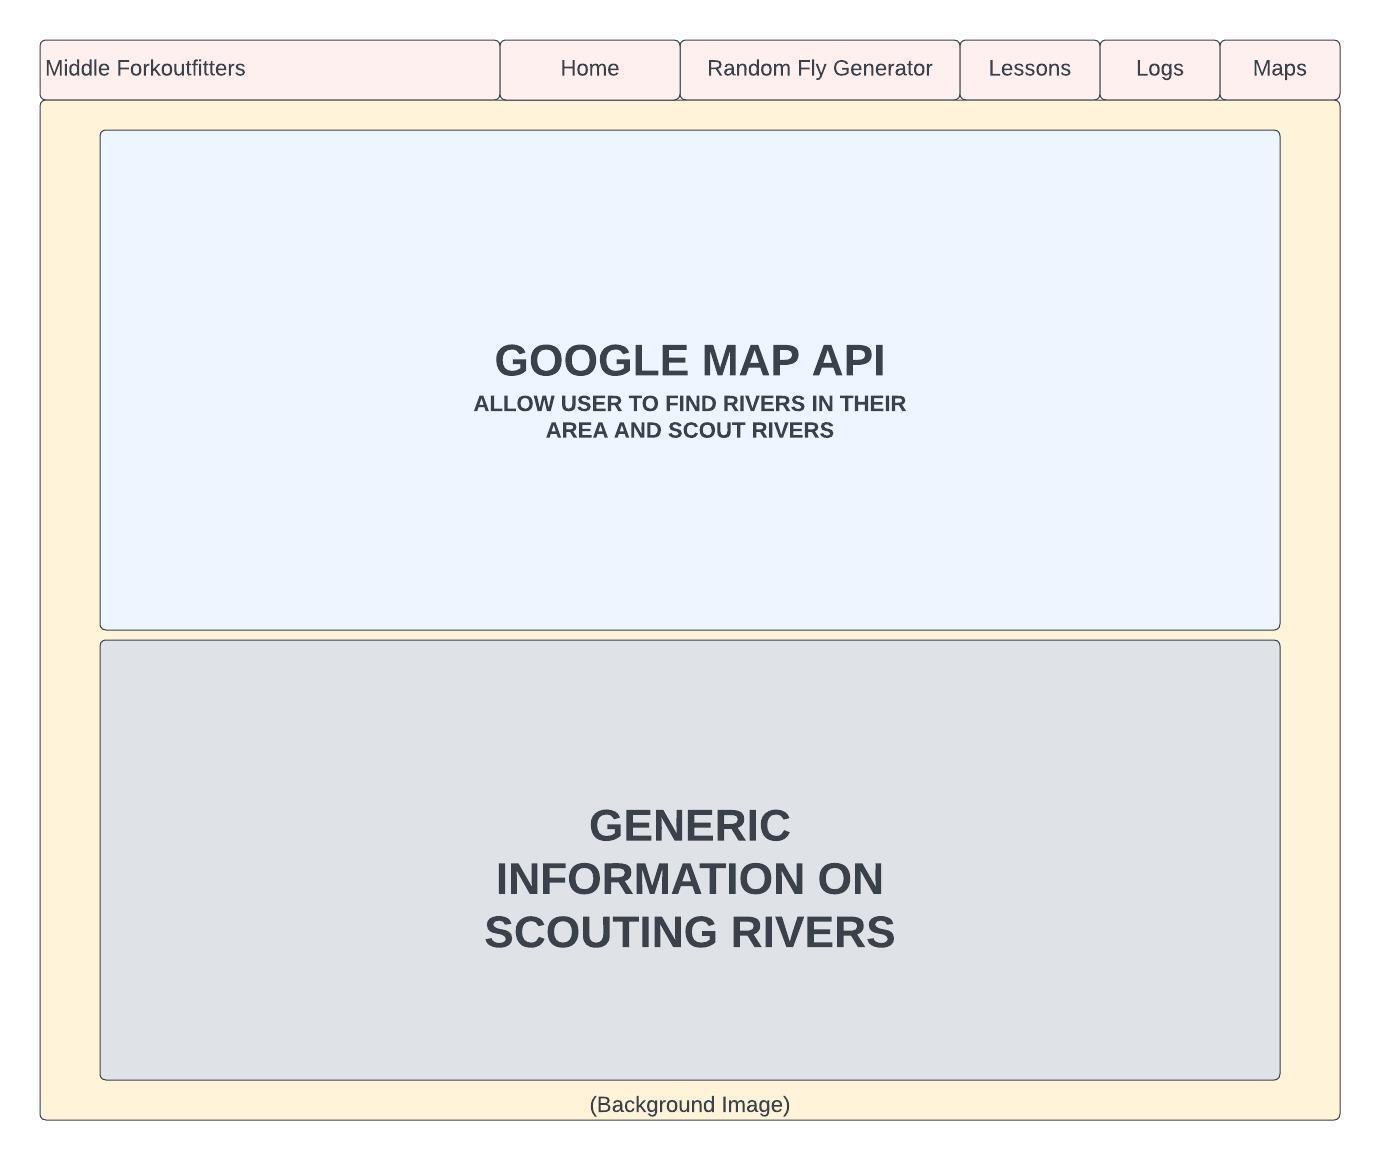 Middle Forkoutfitters Home Random Fly Generator Lessons Logs Maps
GOOGLE MAP API
ALLOW USER TO FIND RIVERS IN THEIR
AREA AND SCOUT RIVERS
GENERIC
INFORMATION ON
SCOUTING RIVERS
(Background Image)